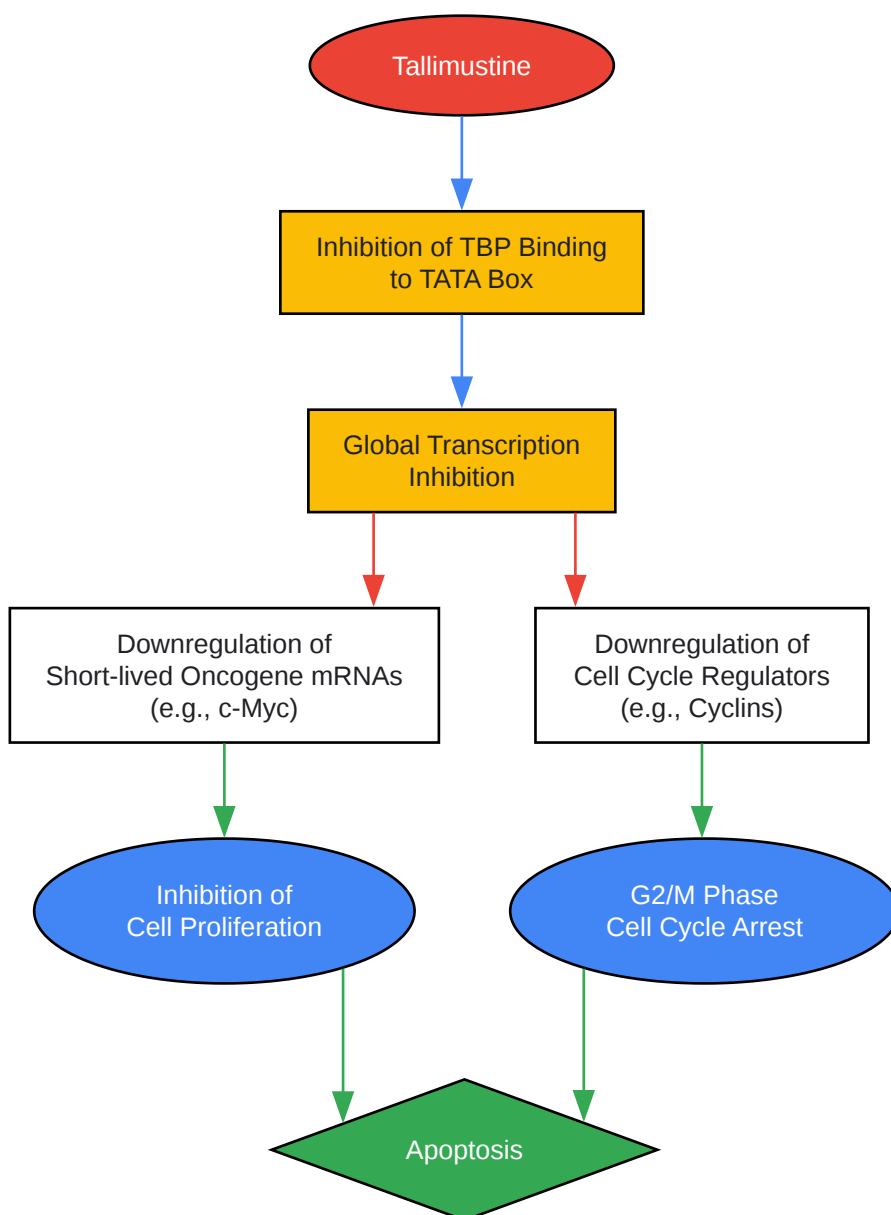 Tallimustine
Inhibition of TBP Binding
to TATA Box
Global Transcription
Inhibition
Downregulation of
Short-lived Oncogene mRNAs
(e.g., c-Myc)
Downregulation of
Cell Cycle Regulators
(e.g., Cyclins)
Inhibition of
Cell Proliferation
G2/M Phase
Cell Cycle Arrest
Apoptosis